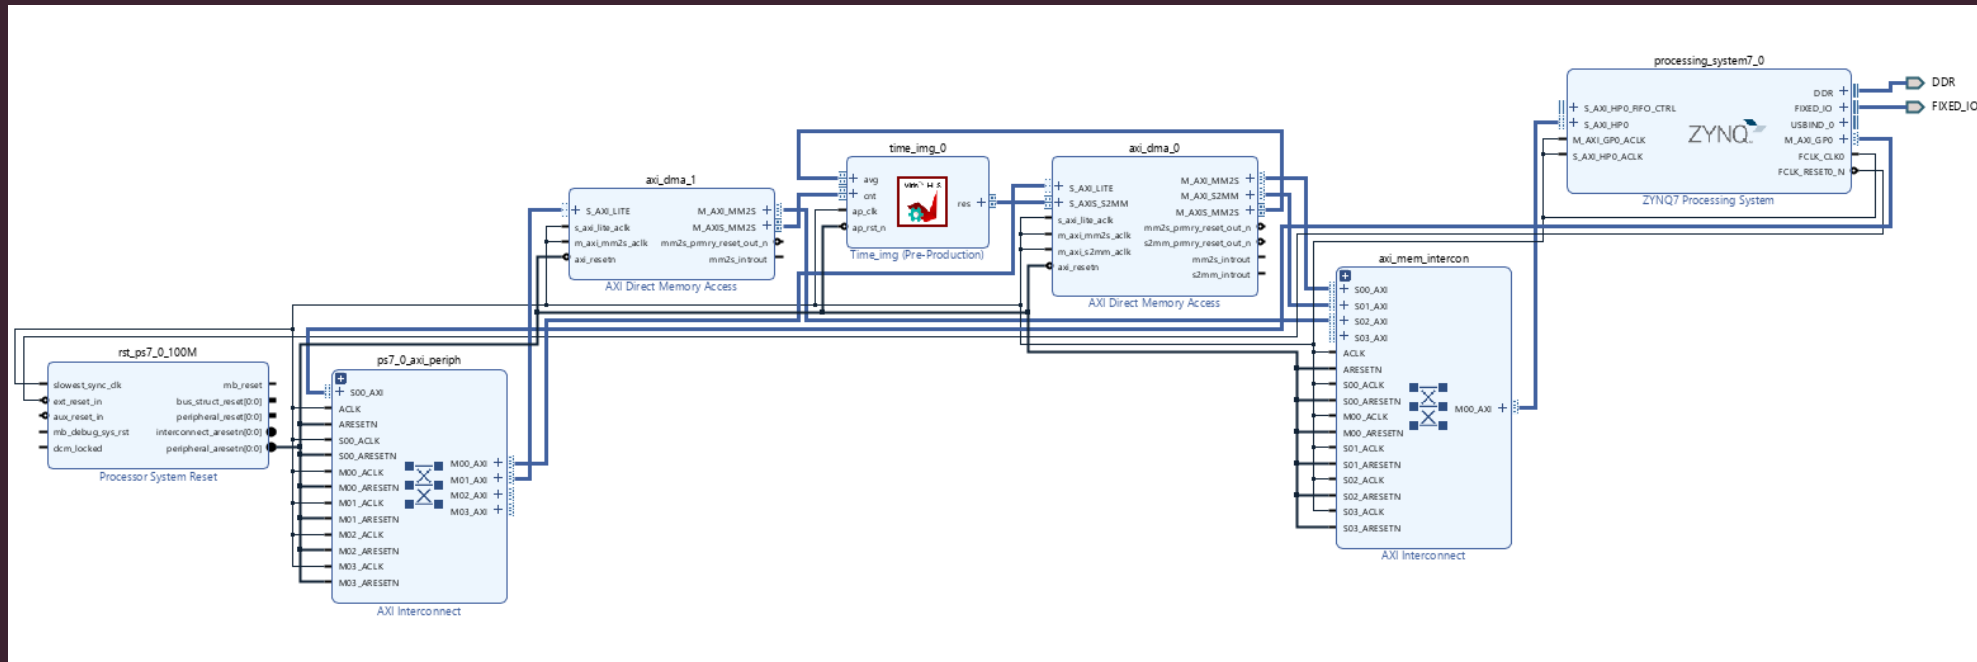 processing_system7_0
S_AXI_HP0_FIFO_CTRL
S_AXI_HP0
M_AXI_GP0_ACLK
S_AXI_HP0_ACLK
ZYNQ
DDR
FIXED_IO
USBIND_0
M_AXI_GP0
FCLK_CLK0
FCLK_RESET0_N
ZYNQ7 Processing System
DDR
FIXED_IO
time_img_0
avg
cnt
ap_clk
ap_rst_n
res
Time_img (Pre-Production)
axi_dma_0
S_AXI_LITE
S_AXIS_S2MM
s_axi_lite_aclk
m_axi_mm2s_aclk
m_axi_s2mm_aclk
axi_resetn
M_AXI_MM2S
M_AXI_S2MM
M_AXIS_MM2S
mm2s_prmry_reset_out_n
s2mm_prmry_reset_out_n
mm2s_introut
s2mm_introut
AXI Direct Memory Access
axi_dma_1
S_AXI_LITE
s_axi_lite_aclk
m_axi_mm2s_aclk
axi_resetn
M_AXI_MM2S
M_AXIS_MM2S
mm2s_prmry_reset_out_n
mm2s_introut
AXI Direct Memory Access
axi_mem_intercon
S00_AXI
S01_AXI
S02_AXI
S03_AXI
ACLK
ARESETN
S00_ACLK
S00_ARESETN
M00_ACLK
M00_ARESETN
S01_ACLK
S01_ARESETN
S02_ACLK
S02_ARESETN
S03_ACLK
S03_ARESETN
M00_AXI
AXI Interconnect
rst_ps7_0_100M
slowest_sync_clk
ext_reset_in
aux_reset_in
mb_debug_sys_rst
dcm_locked
mb_reset
bus_struct_reset[0:0]
peripheral_reset[0:0]
interconnect_aresetn[0:0]
peripheral_aresetn[0:0]
Processor System Reset
ps7_0_axi_periph
S00_AXI
ACLK
ARESETN
S00_ACLK
S00_ARESETN
M00_ACLK
M00_ARESETN
M01_ACLK
M01_ARESETN
M02_ACLK
M02_ARESETN
M03_ACLK
M03_ARESETN
M00_AXI
M01_AXI
M02_AXI
M03_AXI
AXI Interconnect